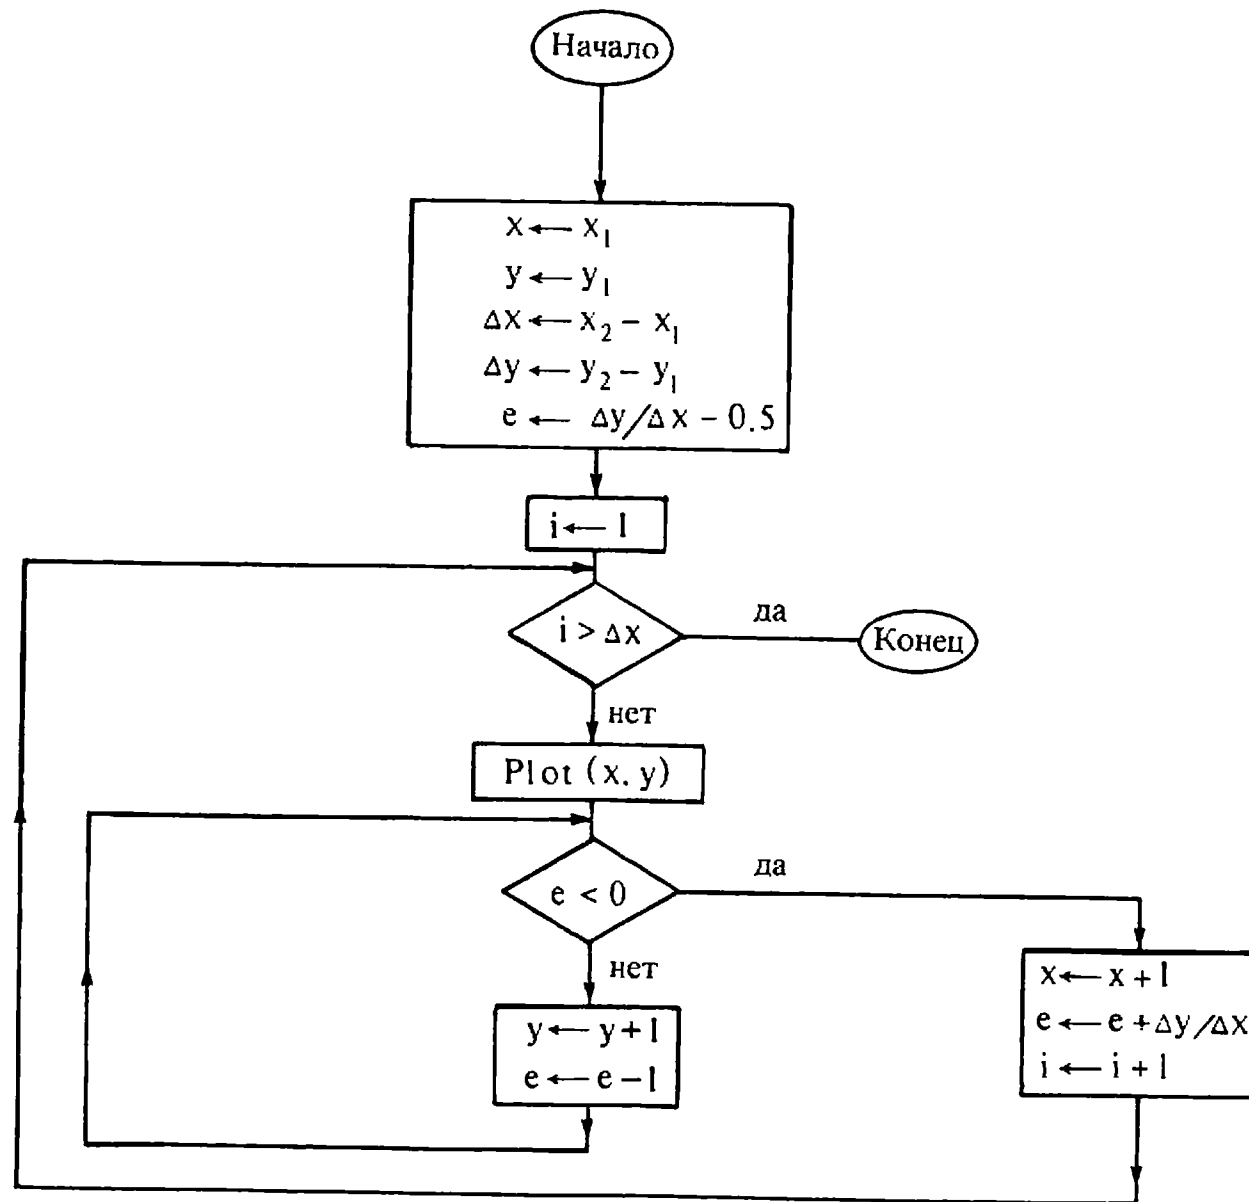 Начало
x ← x₁
y ← y₁
Δx ← x₂ − x₁
Δy ← y₂ − y₁
e ← Δy/Δx − 0.5
i ← 1
i > Δx
да
Конец
нет
Plot (x, y)
e < 0
да
нет
x ← x + 1
e ← e + Δy/Δx
i ← i + 1
y ← y + 1
e ← e − 1